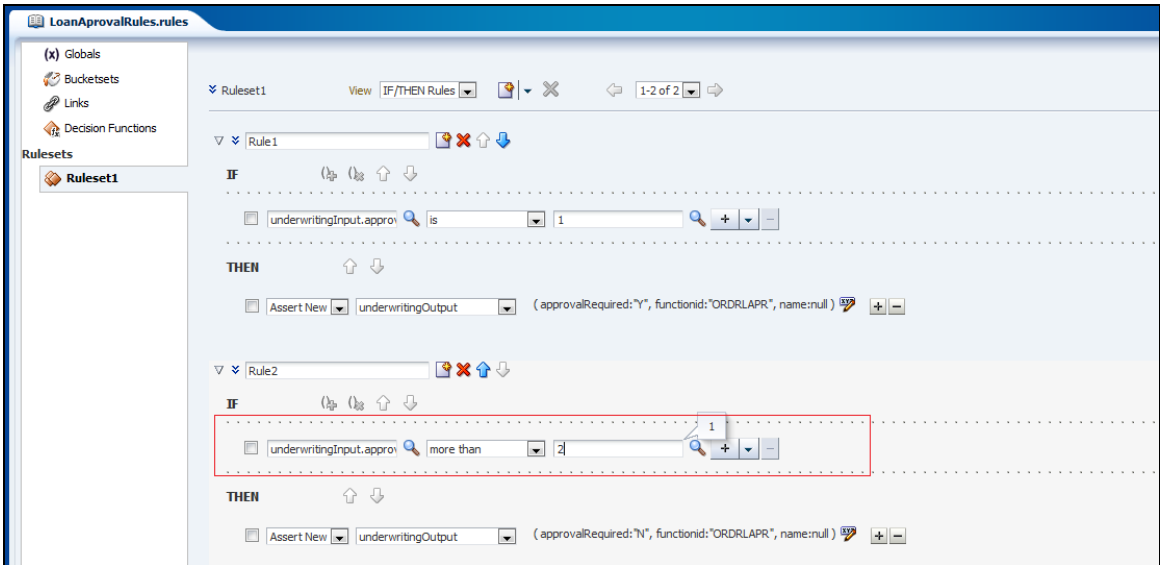 LoanAprovalRules.rules
(x) Globals
Bucketsets
Links
Decision Functions
Rulesets
Ruleset1
Ruleset1 View IF/THEN Rules 1-2 of 2
Rule1
IF
underwritingInput.approv is 1
THEN
Assert New underwritingOutput ( approvalRequired:"Y", functionid:"ORDRLAPR", name:null )
Rule2
IF
1
underwritingInput.approv more than 2
THEN
Assert New underwritingOutput ( approvalRequired:"N", functionid:"ORDRLAPR", name:null )